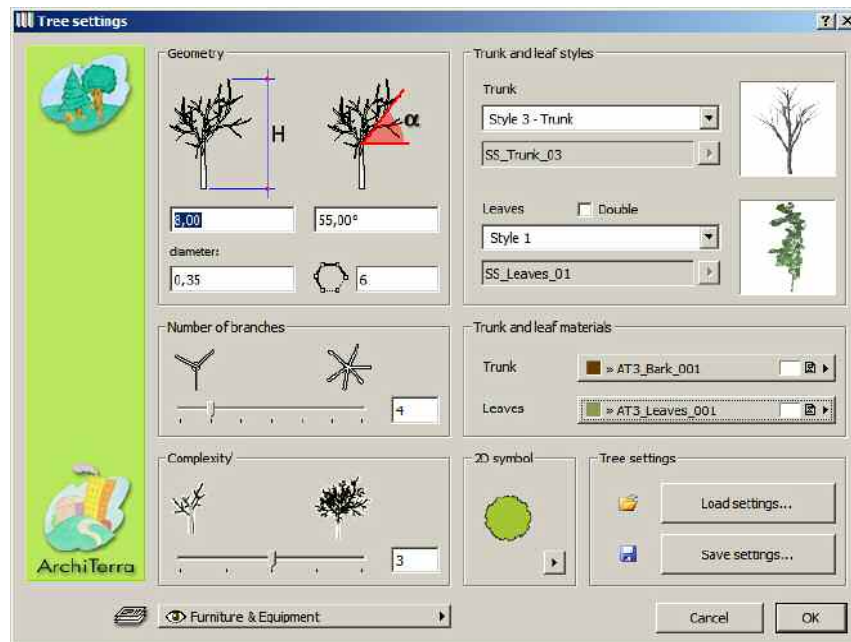 Tree settings
Geometry
H
α
8,00
55,00°
diameter:
0,35
6
Number of branches
4
Complexity
3
Trunk and leaf styles
Trunk
Style 3 - Trunk
SS_Trunk_03
Leaves
Double
Style 1
SS_Leaves_01
Trunk and leaf materials
Trunk
» AT3_Bark_001
Leaves
» AT3_Leaves_001
2D symbol
Tree settings
Load settings...
Save settings...
ArchiTerra
Furniture & Equipment
Cancel
OK